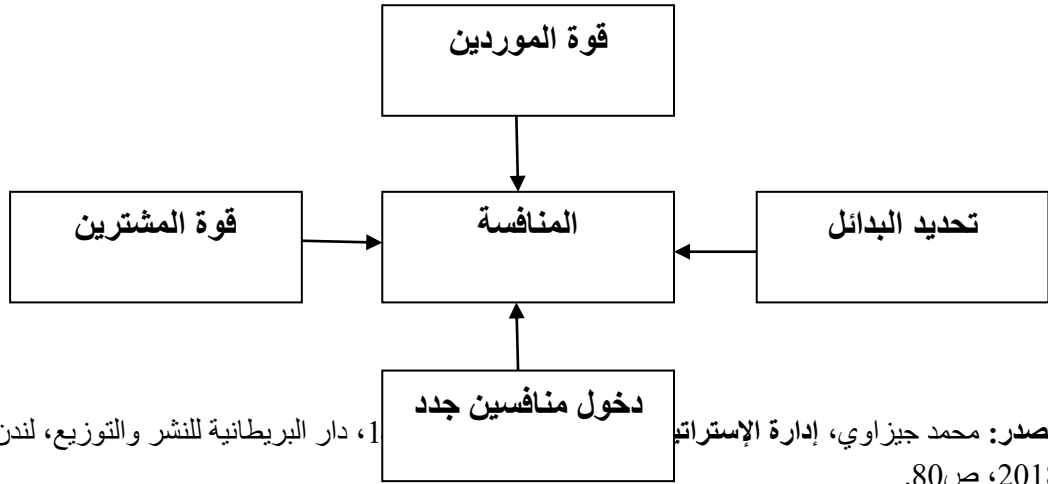 قوة الموردين
تحديد البدائل
المنافسة
قوة المشترين
دخول منافسين جدد
صدر: محمد جيزاوي، إدارة الإستراتي 1، دار البريطانية للنشر والتوزيع، لندن
2018، ص80.